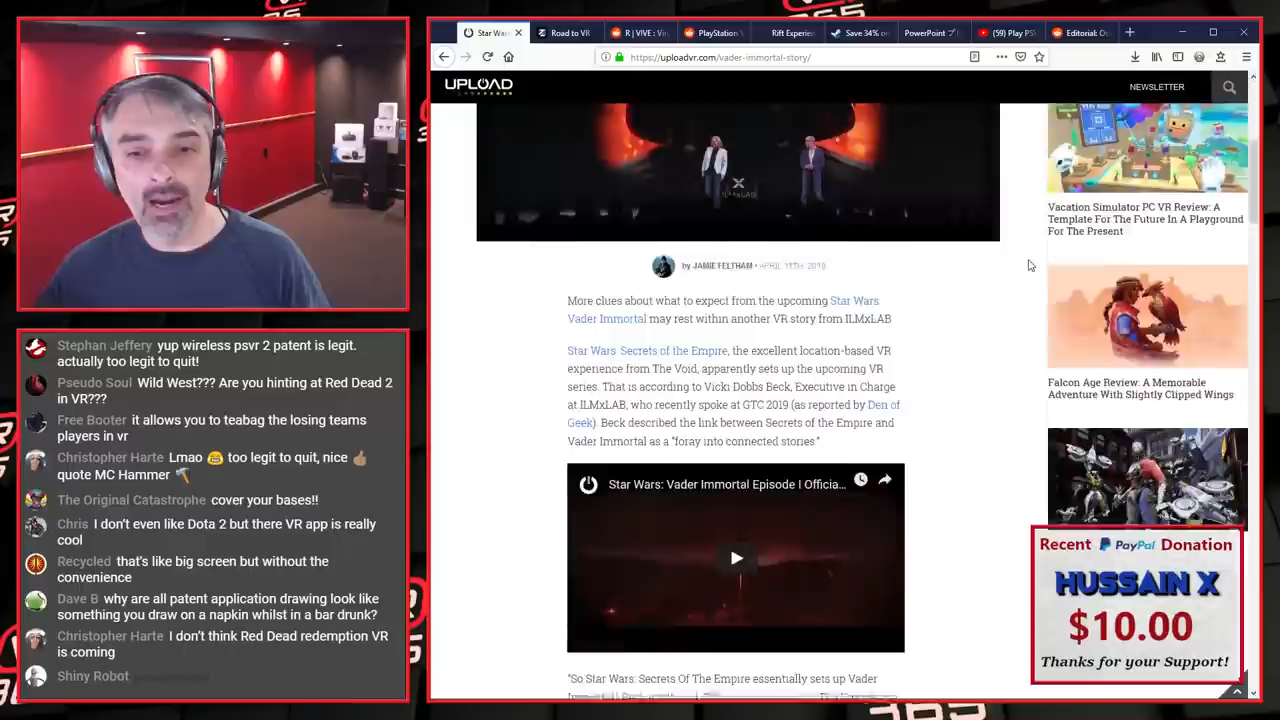 Star Wars
Road to VR
R | VIVE : Vir
PlayStation V
Rift Experien
Save 34% o
PowerPoint
(59) Play PS
Editorial: O
https://uploadvr.com/vader-immortal-story/
UPLOAD
NEWSLETTER
ILMxLAB
by JAMIE FELTHAM • APRIL 11TH, 2019
More clues about what to expect from the upcoming Star Wars:
Vader Immortal may rest within another VR story from ILMxLAB
Star Wars: Secrets of the Empire, the excellent location-based VR
experience from The Void, apparently sets up the upcoming VR
series. That is according to Vicki Dobbs Beck, Executive in Charge
at ILMxLAB, who recently spoke at GTC 2019 (as reported by Den of
Geek). Beck described the link between Secrets of the Empire and
Vader Immortal as a "foray into connected stories."
Star Wars: Vader Immortal Episode I Officia...
"So Star Wars: Secrets Of The Empire essentially sets up Vader
Vacation Simulator PC VR Review: A
Template For The Future In A Playground
For The Present
Falcon Age Review: A Memorable
Adventure With Slightly Clipped Wings
Recent PayPal Donation
HUSSAIN X
$10.00
Thanks for your Support!
Stephan Jeffery yup wireless psvr 2 patent is legit.
actually too legit to quit!
Pseudo Soul Wild West??? Are you hinting at Red Dead 2
in VR???
Free Booter it allows you to teabag the losing teams
players in vr
Christopher Harte Lmao 😂 too legit to quit, nice 👍🏽
quote MC Hammer 🔨
The Original Catastrophe cover your bases!!
Chris I don't even like Dota 2 but there VR app is really
cool
Recycled that's like big screen but without the
convenience
Dave B why are all patent application drawing look like
something you draw on a napkin whilst in a bar drunk?
Christopher Harte I don't think Red Dead redemption VR
is coming
Shiny Robot
365